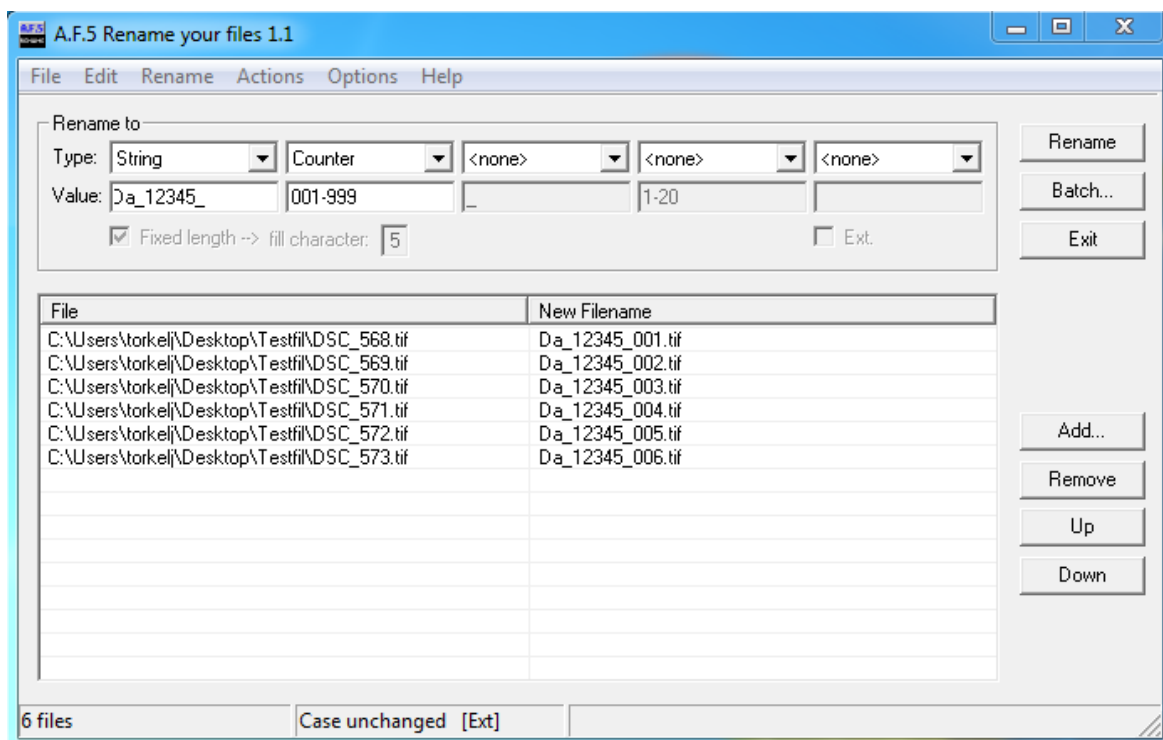 A.F.5 Rename your files 1.1
File Edit Rename Actions Options Help
Rename to
Type: String Counter <none> <none> <none>
Value: Da_12345_ 001-999 _ 1-20
Fixed length --> fill character: 5 Ext.
Rename
Batch...
Exit
File New Filename
C:\Users\torkelj\Desktop\Testfil\DSC_568.tif Da_12345_001.tif
C:\Users\torkelj\Desktop\Testfil\DSC_569.tif Da_12345_002.tif
C:\Users\torkelj\Desktop\Testfil\DSC_570.tif Da_12345_003.tif
C:\Users\torkelj\Desktop\Testfil\DSC_571.tif Da_12345_004.tif
C:\Users\torkelj\Desktop\Testfil\DSC_572.tif Da_12345_005.tif
C:\Users\torkelj\Desktop\Testfil\DSC_573.tif Da_12345_006.tif
Add...
Remove
Up
Down
6 files Case unchanged [Ext]